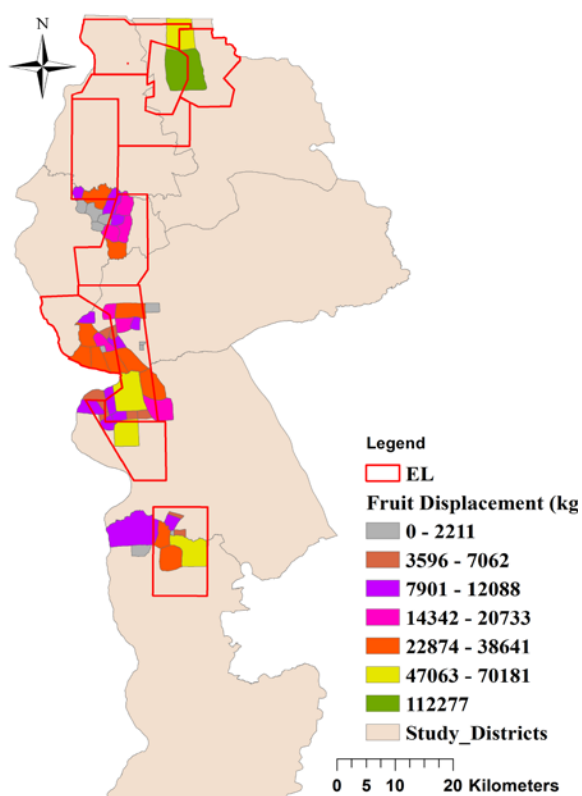 N
Legend
EL
Fruit Displacement (kg
0 - 2211
3596 - 7062
7901 - 12088
14342 - 20733
22874 - 38641
47063 - 70181
112277
Study_Districts
0 5 10 20 Kilometers